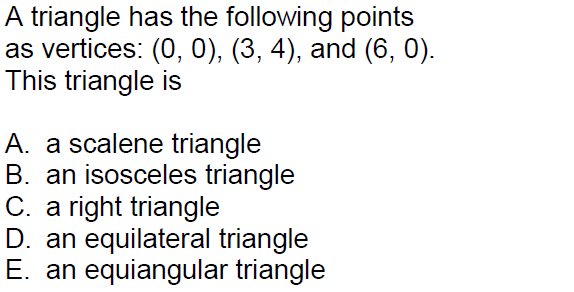 A triangle has the following points
as vertices: (0, 0), (3, 4), and (6, 0).
This triangle is
A. a scalene triangle
B. an isosceles triangle
C. a right triangle
D. an equilateral triangle
E. an equiangular triangle